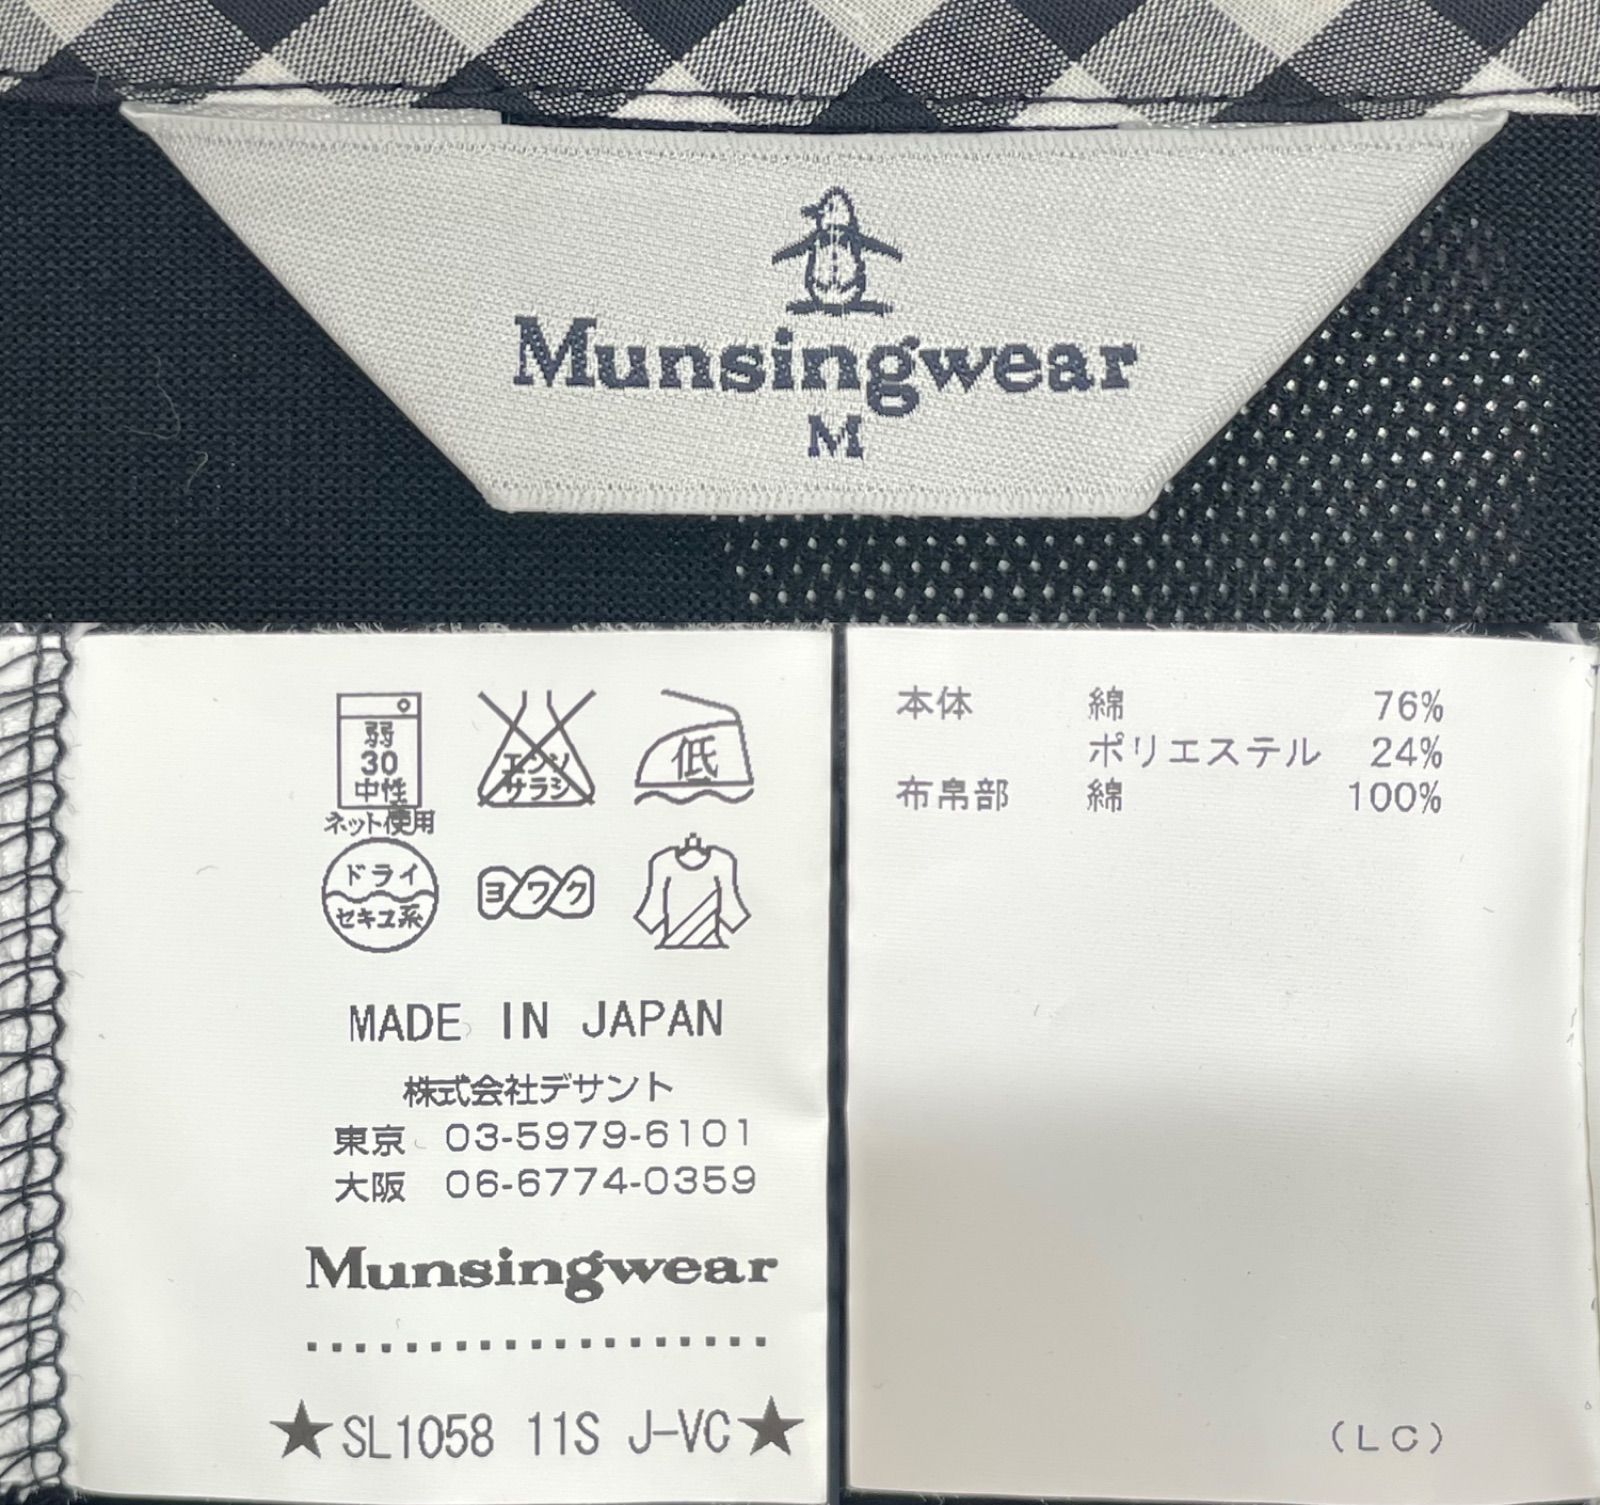 Munsingwear
M
弱
30
中性
ネット使用
エンソ
サラシ
低
ドライ
セキユ系
ヨワク
MADE IN JAPAN
株式会社デサント
東京 03-5979-6101
大阪 06-6774-0359
Munsingwear
★SL1058 11S J-VC★
本体 綿 76%
ポリエステル 24%
布帛部 綿 100%
(LC)